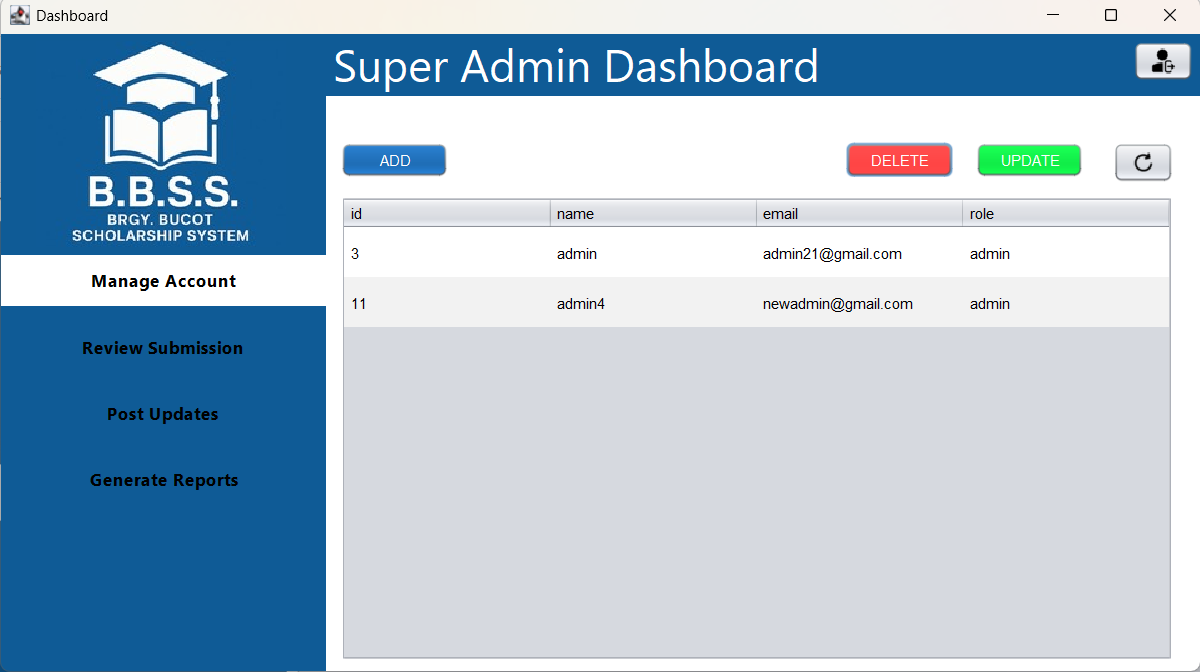 Dashboard
Super Admin Dashboard
B.B.S.S.
BRGY. BUCOT
SCHOLARSHIP SYSTEM
Manage Account
Review Submission
Post Updates
Generate Reports
ADD DELETE UPDATE
id name email role
3 admin admin21@gmail.com admin
11 admin4 newadmin@gmail.com admin